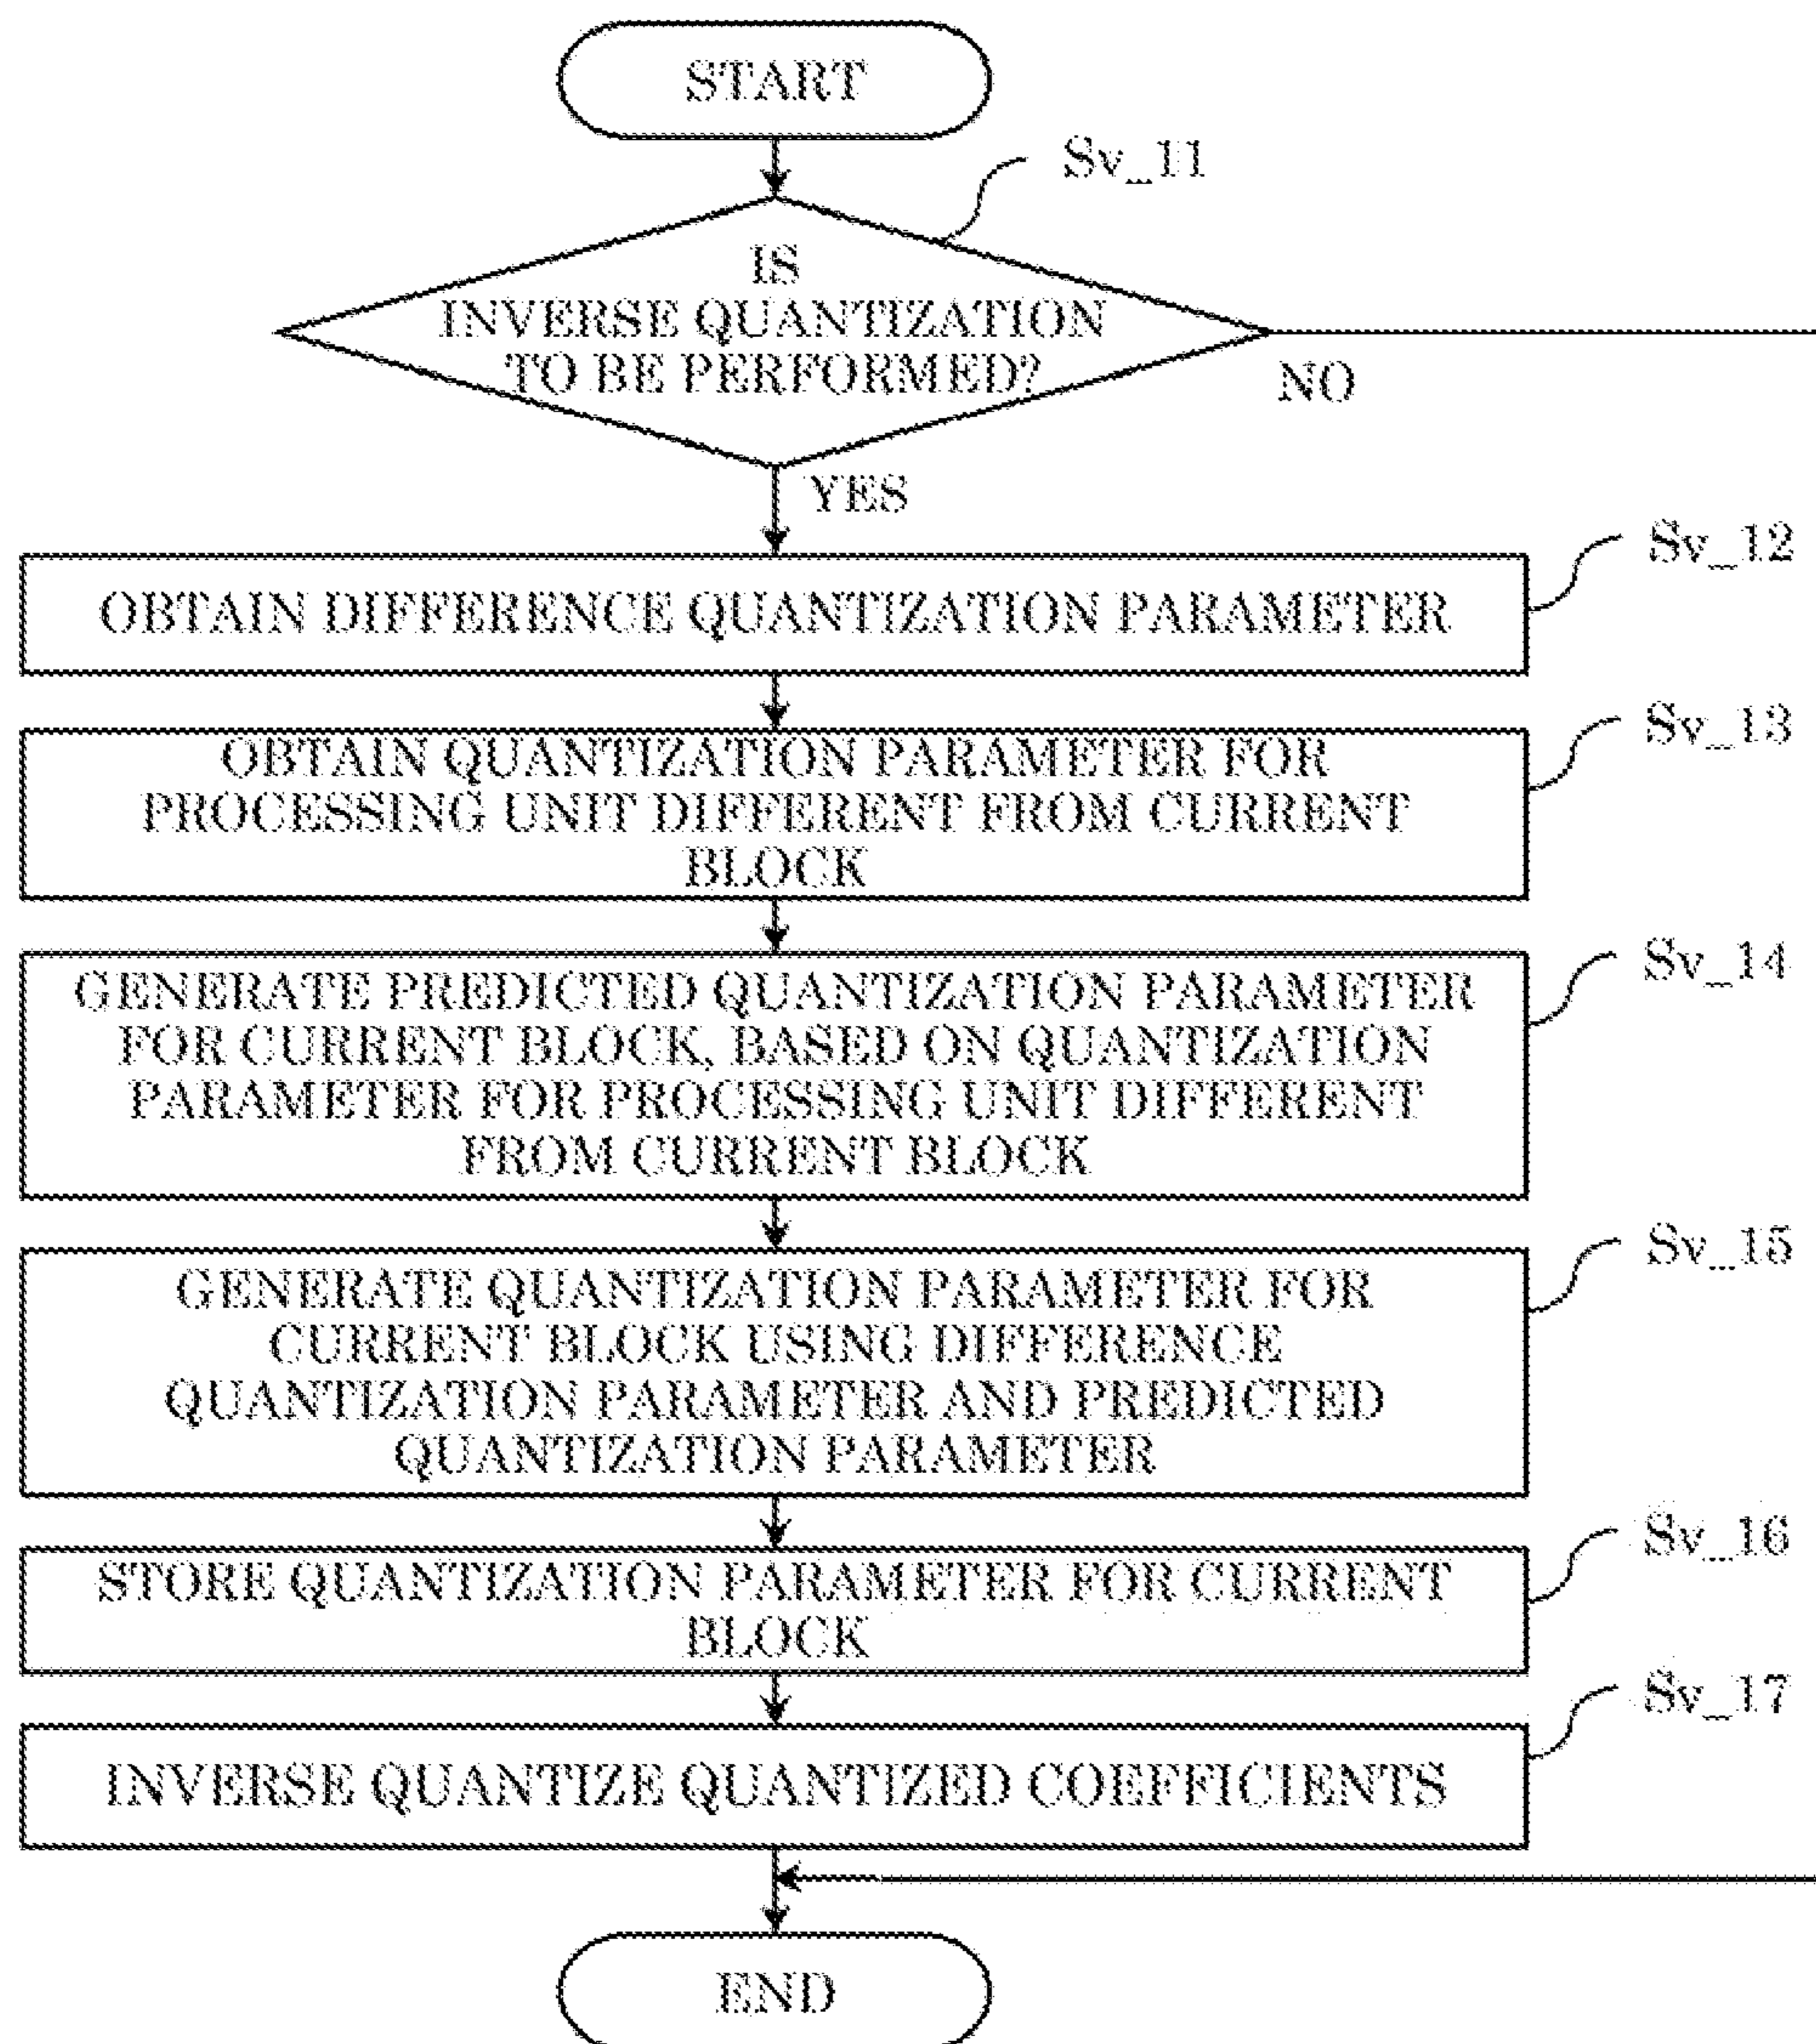 START
Sv_11
IS
INVERSE QUANTIZATION
TO BE PERFORMED?
NO
YES
Sv_12
OBTAIN DIFFERENCE QUANTIZATION PARAMETER
Sv_13
OBTAIN QUANTIZATION PARAMETER FOR
PROCESSING UNIT DIFFERENT FROM CURRENT
BLOCK
Sv_14
GENERATE PREDICTED QUANTIZATION PARAMETER
FOR CURRENT BLOCK, BASED ON QUANTIZATION
PARAMETER FOR PROCESSING UNIT DIFFERENT
FROM CURRENT BLOCK
Sv_15
GENERATE QUANTIZATION PARAMETER FOR
CURRENT BLOCK USING DIFFERENCE
QUANTIZATION PARAMETER AND PREDICTED
QUANTIZATION PARAMETER
Sv_16
STORE QUANTIZATION PARAMETER FOR CURRENT
BLOCK
Sv_17
INVERSE QUANTIZE QUANTIZED COEFFICIENTS
END